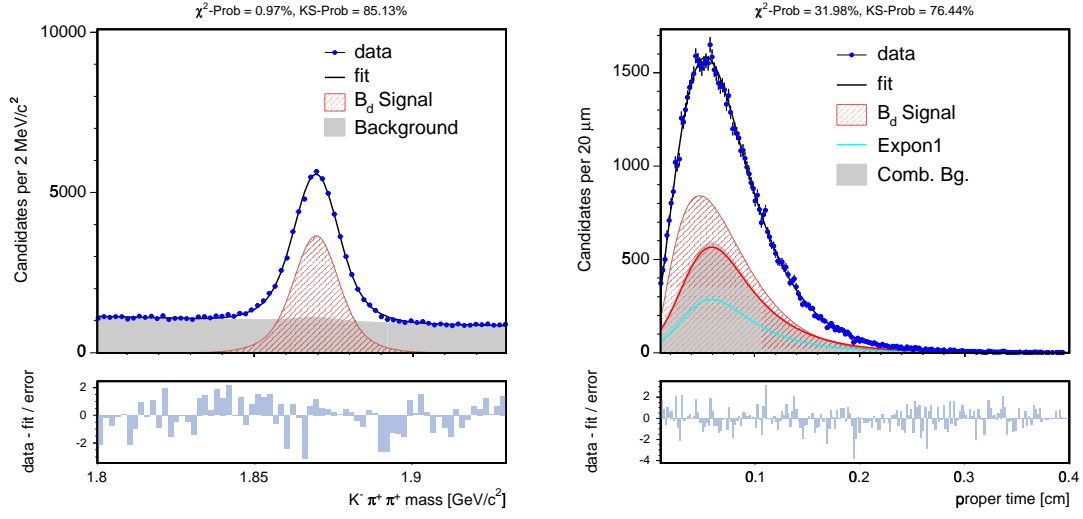 χ²-Prob = 0.97%, KS-Prob = 85.13%
10000
5000
0
Candidates per 2 MeV/c²
data
fit
B_d Signal
Background
2
0
-2
data - fit / error
1.8
1.85
1.9
K⁻ π⁺ π⁺ mass [GeV/c²]
χ²-Prob = 31.98%, KS-Prob = 76.44%
1500
1000
500
0
Candidates per 20 μm
data
fit
B_d Signal
Expon1
Comb. Bg.
2
0
-2
-4
data - fit / error
0.1
0.2
0.3
0.4
proper time [cm]